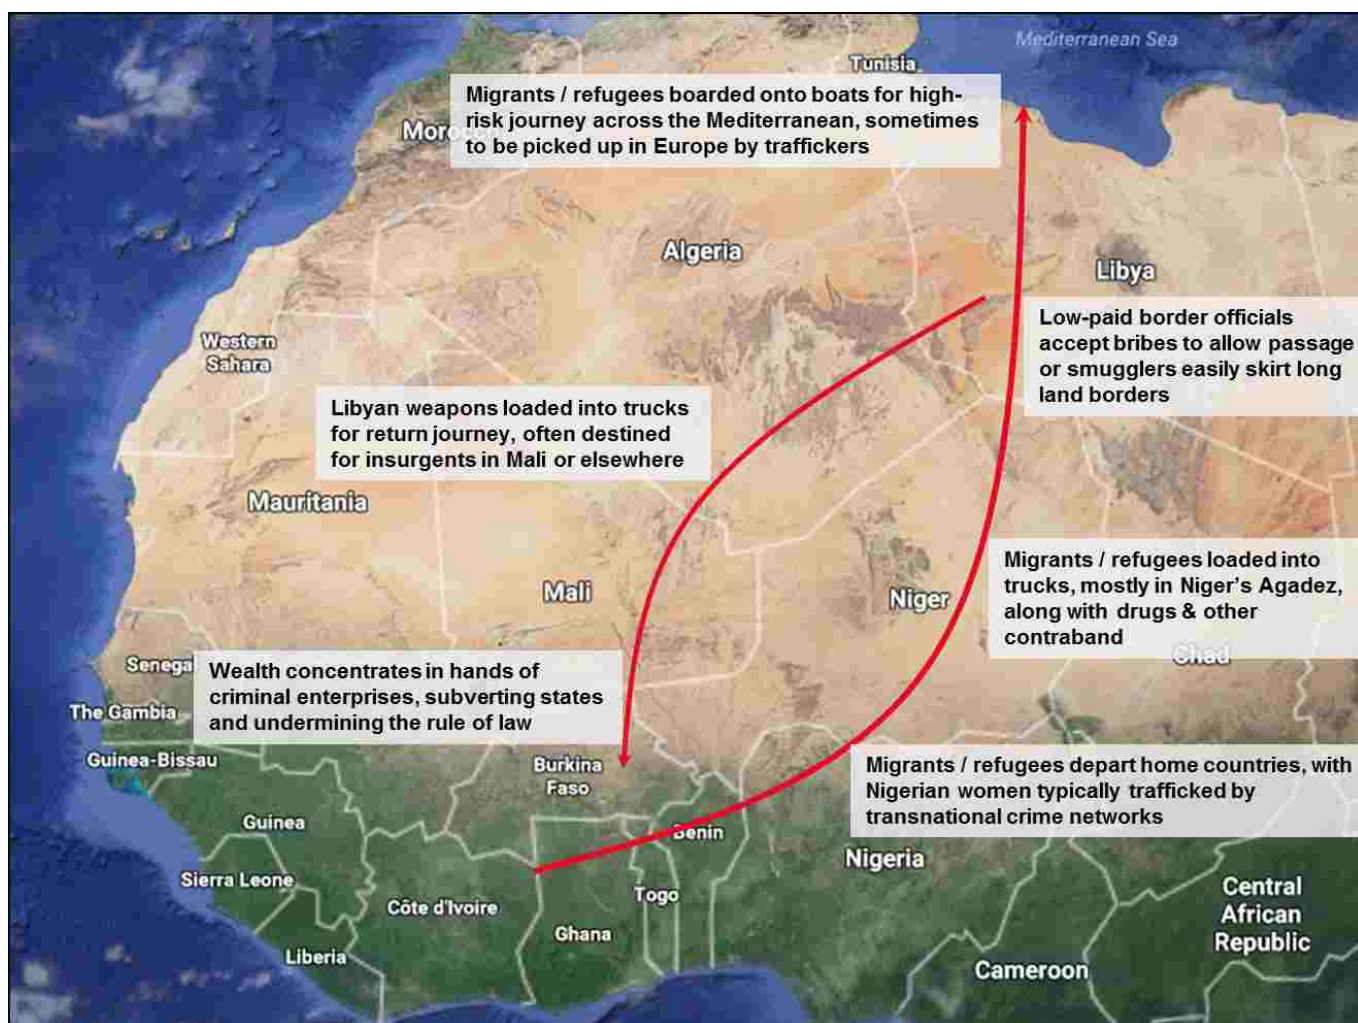 Mediterranean Sea
Tunisia
Migrants / refugees boarded onto boats for high-
risk journey across the Mediterranean, sometimes
to be picked up in Europe by traffickers
Algeria
Libya
Low-paid border officials
accept bribes to allow passage
or smugglers easily skirt long
land borders
Western
Sahara
Libyan weapons loaded into trucks
for return journey, often destined
for insurgents in Mali or elsewhere
Mauritania
Migrants / refugees loaded into
trucks, mostly in Niger's Agadez,
along with drugs & other
contraband
Mali
Niger
Chad
Wealth concentrates in hands of
criminal enterprises, subverting states
and undermining the rule of law
Senega
The Gambia
Guinea-Bissau
Burkina
Faso
Migrants / refugees depart home countries, with
Nigerian women typically trafficked by
transnational crime networks
Guinea
Benin
Nigeria
Sierra Leone
Côte d'Ivoire
Togo
Ghana
Liberia
Central
African
Republic
Cameroon